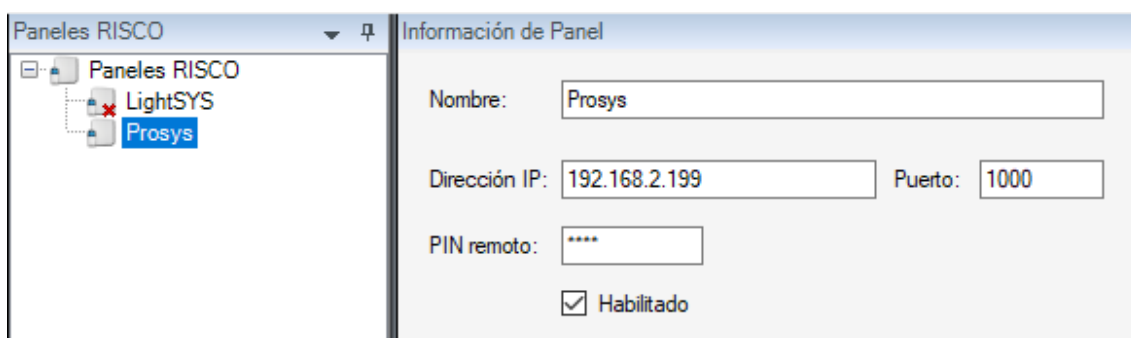 Paneles RISCO
Paneles RISCO
LightSYS
Prosys
Información de Panel
Nombre: Prosys
Dirección IP: 192.168.2.199 Puerto: 1000
PIN remoto: ****
Habilitado